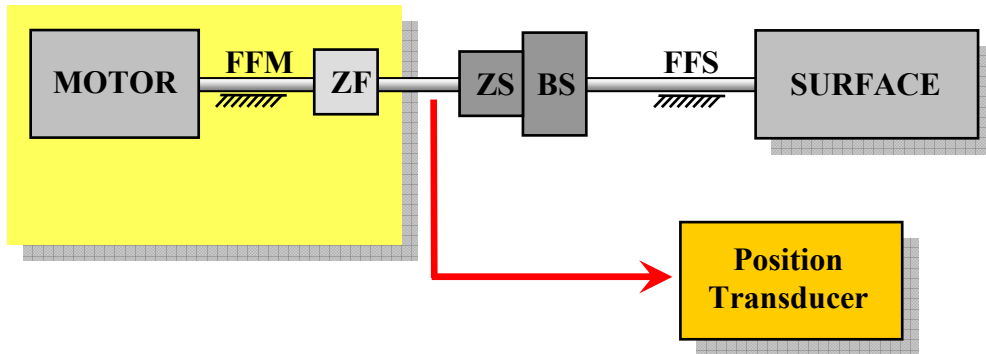 MOTOR
FFM
ZF
ZS
BS
FFS
SURFACE
Position
Transducer